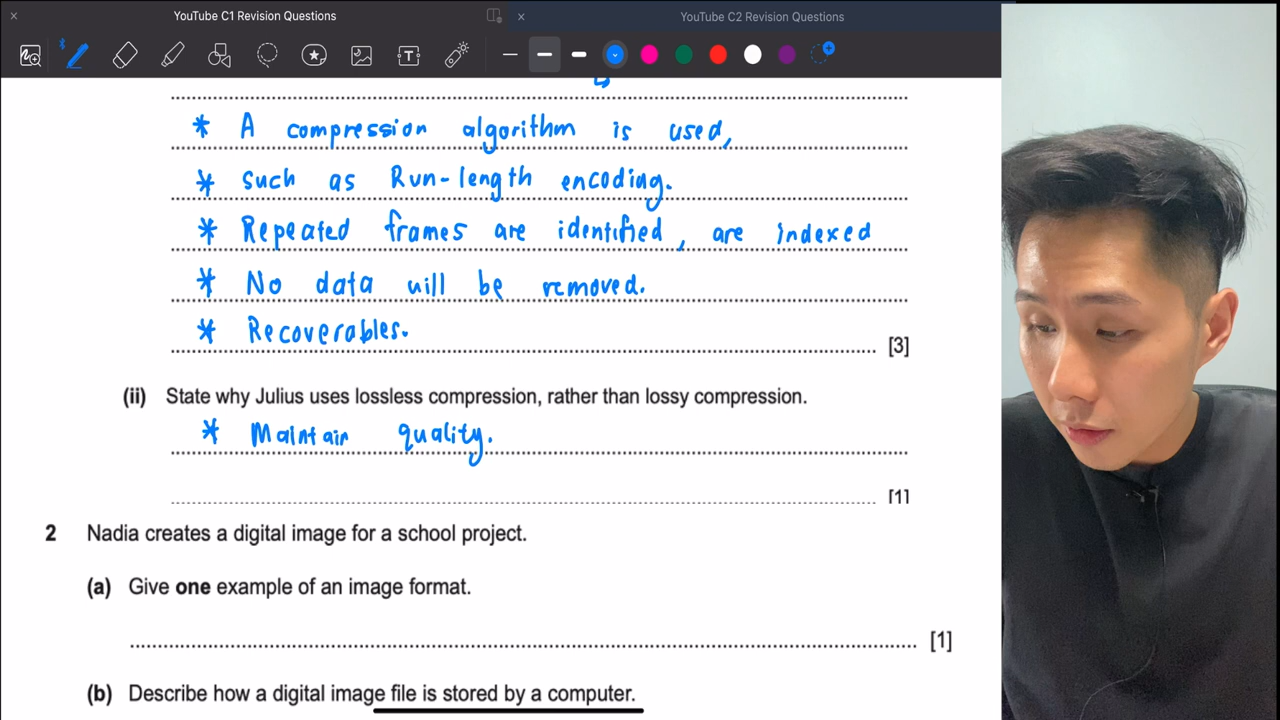 YouTube C1 Revision Questions
YouTube C2 Revision Questions
* A compression algorithm is used,
* such as Run-length encoding.
* Repeated frames are identified, are indexed
* No data will be removed.
* Recoverables.
[3]
(ii) State why Julius uses lossless compression, rather than lossy compression.
* Maintain quality.
[1]
2 Nadia creates a digital image for a school project.
(a) Give one example of an image format.
[1]
(b) Describe how a digital image file is stored by a computer.